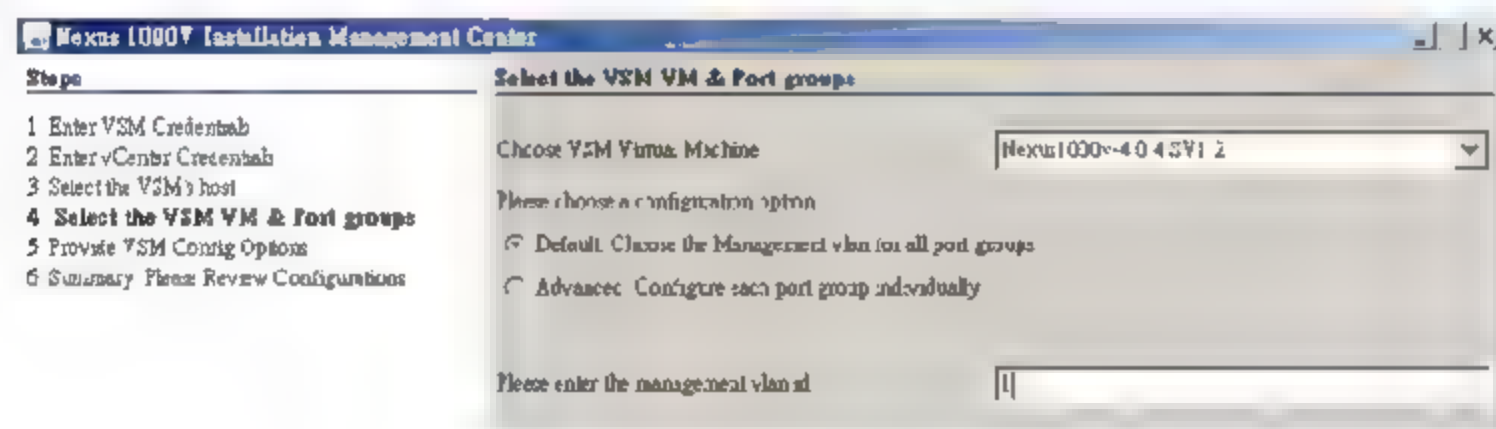 Nexus 1000V Installation Management Center
Steps
1 Enter VSM Credentials
2 Enter vCenter Credentials
3 Select the VSM's host
4 Select the VSM VM & Port groups
5 Provide VSM Config Options
6 Summary Please Review Configurations
Select the VSM VM & Port groups
Choose VSM Virtual Machine
Nexus1000v-4.0.4.SV1.2
Please choose a configuration option
Default. Choose the Management vlan for all port groups
Advanced. Configure each port group individually
Please enter the management vlan id
1